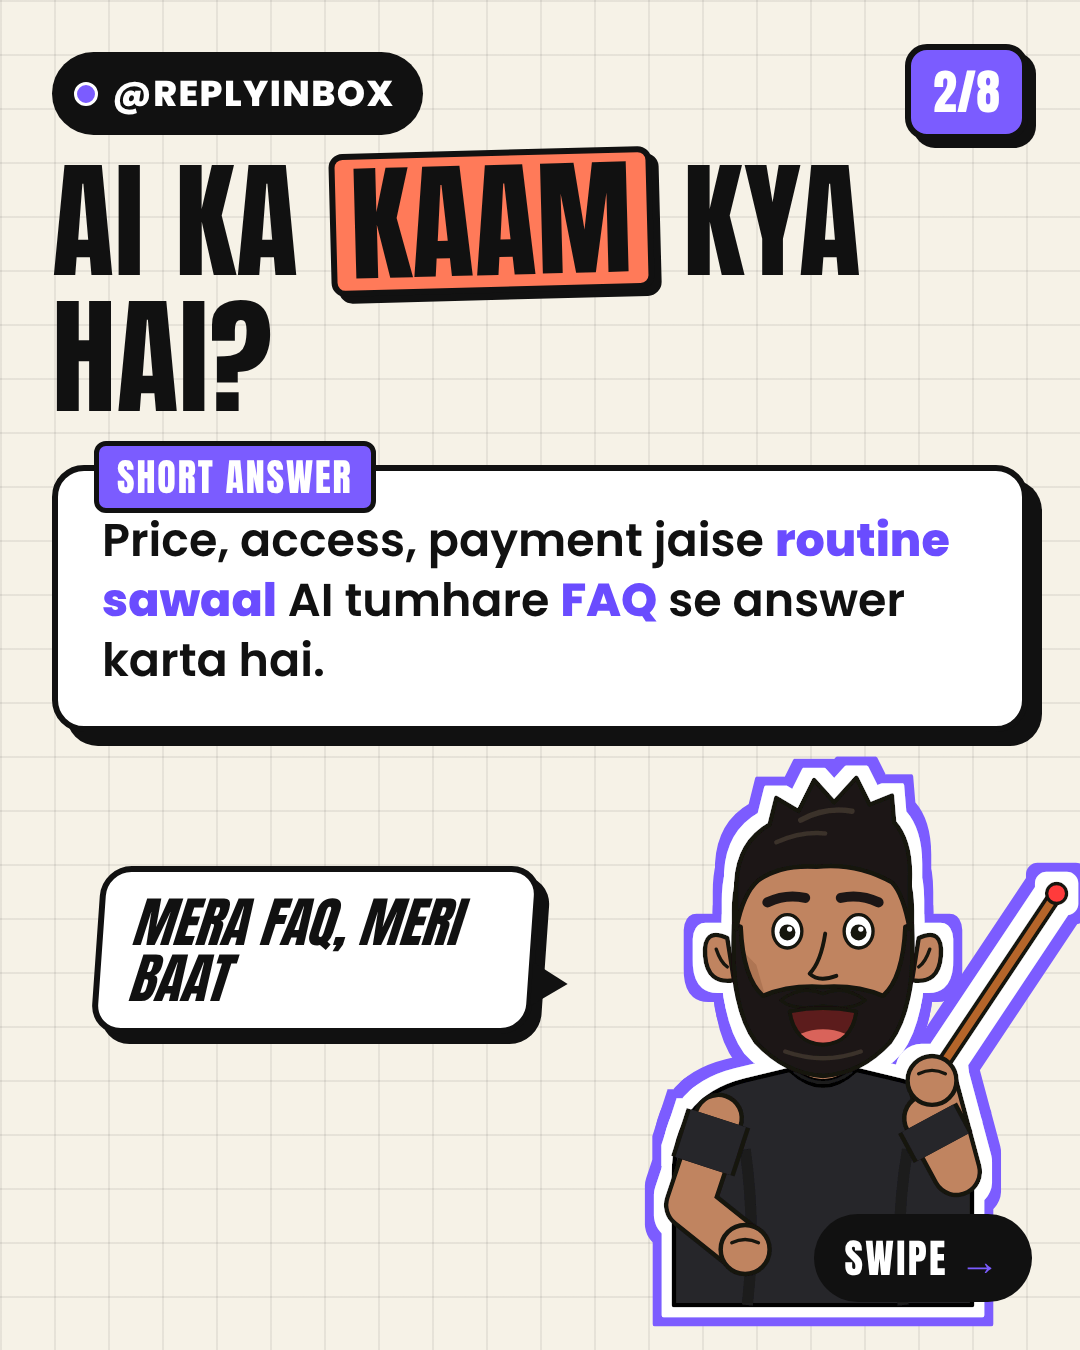 @REPLYINBOX
2/8
AI KA KAAM KYA
HAI?
SHORT ANSWER
Price, access, payment jaise routine
sawaal AI tumhare FAQ se answer
karta hai.
MERA FAQ, MERI
BAAT
SWIPE →